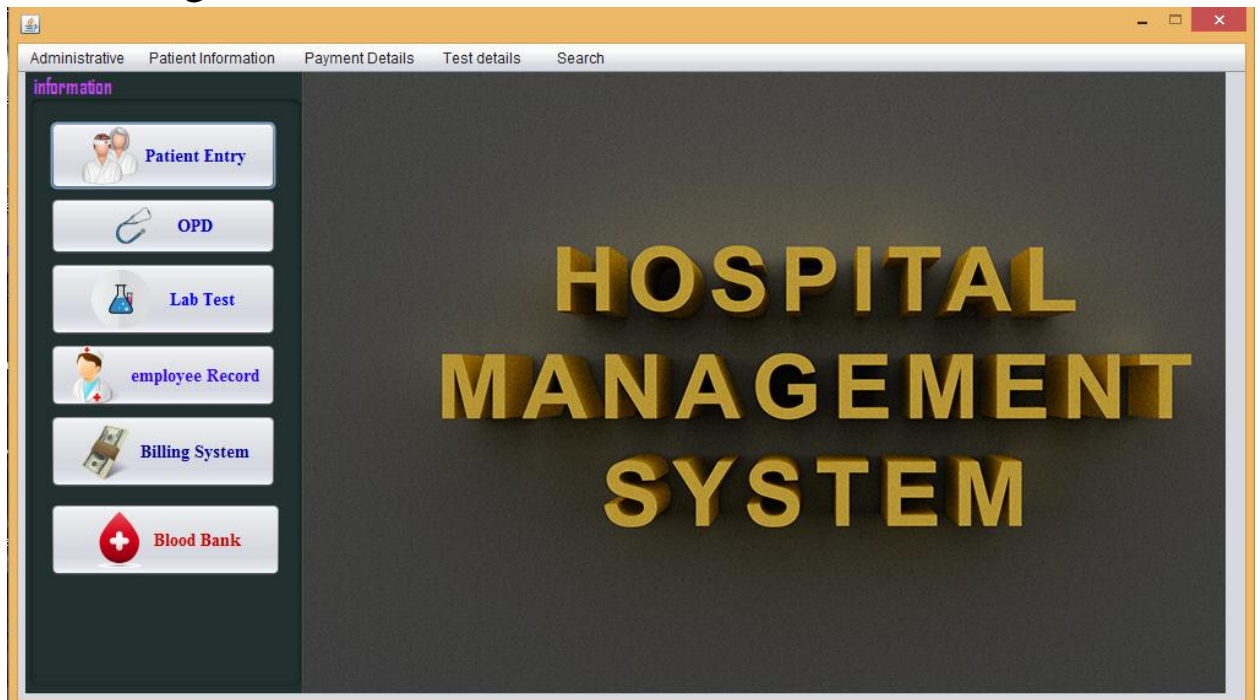 Administrative Patient Information Payment Details Test details Search
information
Patient Entry
OPD
Lab Test
employee Record
Billing System
Blood Bank
HOSPITAL
MANAGEMENT
SYSTEM